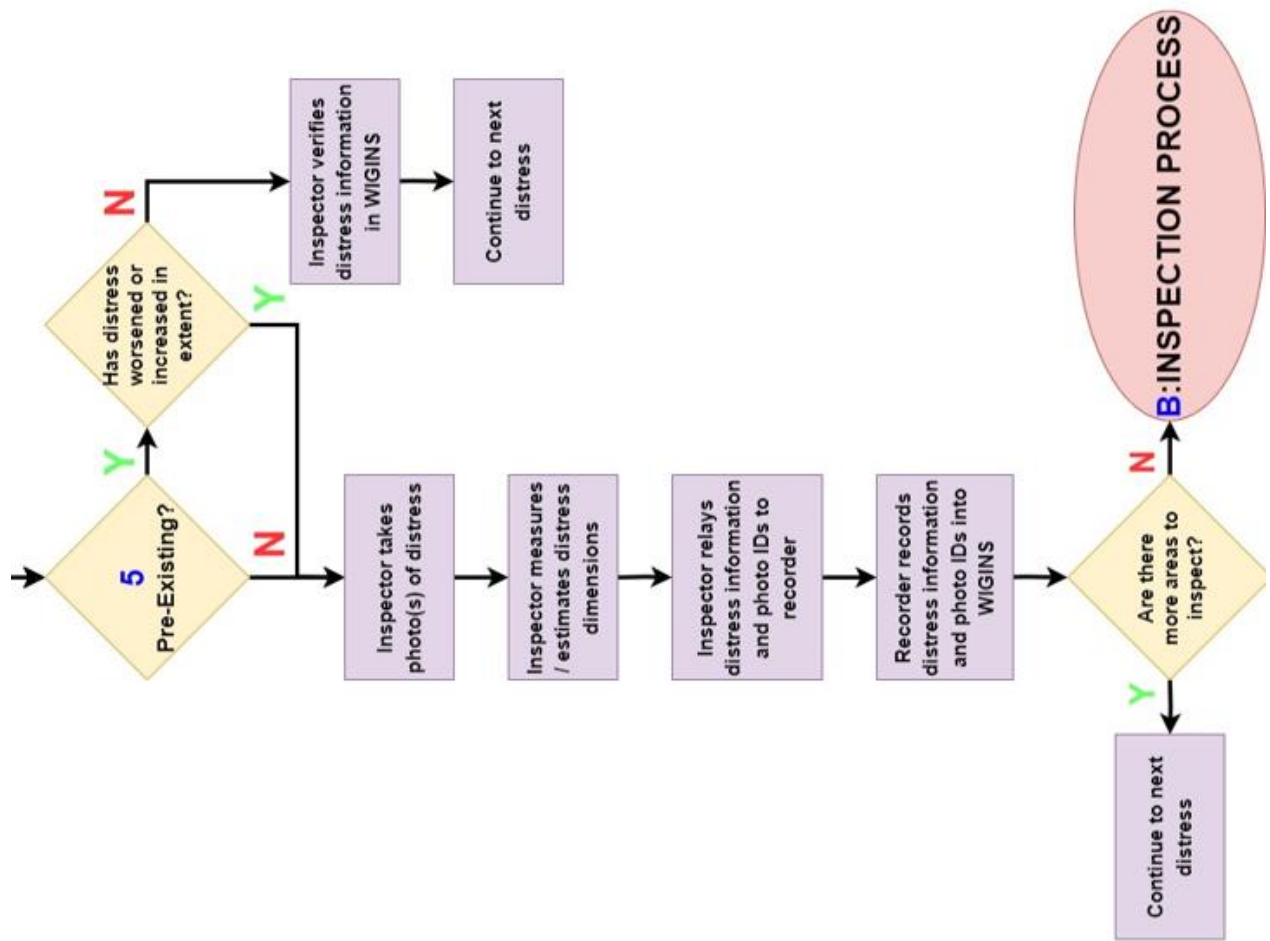 5
Pre-Existing?
Y
N
Has distress
worsened or
increased in
extent?
N
Y
Inspector verifies
distress information
in WIGINS
Continue to next
distress
Inspector takes
photo(s) of distress
Inspector measures
/ estimates distress
dimensions
Inspector relays
distress information
and photo IDs to
recorder
Recorder records
distress information
and photo IDs into
WIGINS
Are there
more areas to
inspect?
Y
N
Continue to next
distress
B:INSPECTION PROCESS